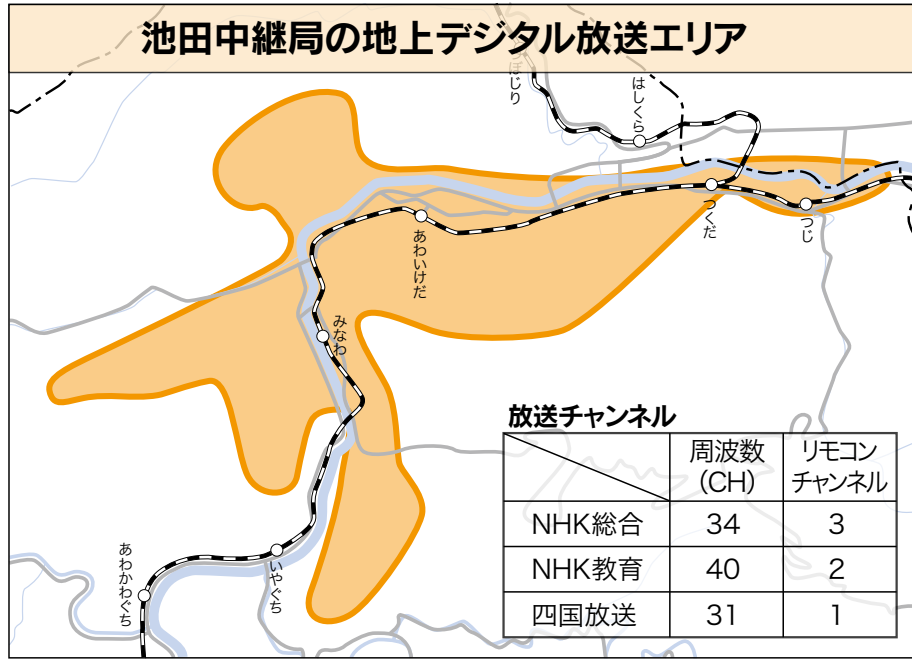 池田中継局の地上デジタル放送エリア
はしくら
つくだ
つじ
あわいけだ
みなわ
いやぐち
あわかわぐち
放送チャンネル
周波数
(CH)
リモコン
チャンネル
NHK総合 34 3
NHK教育 40 2
四国放送 31 1